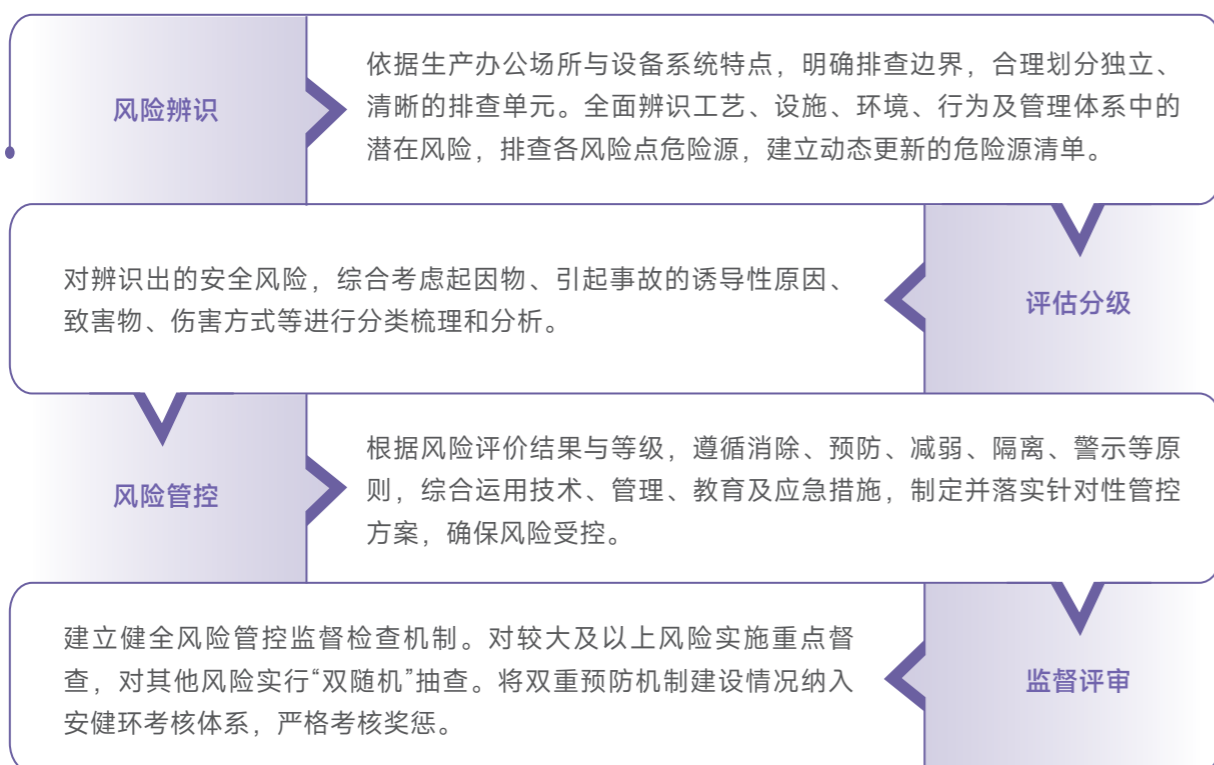 风险辨识
依据生产办公场所与设备系统特点，明确排查边界，合理划分独立、
清晰的排查单元。全面辨识工艺、设施、环境、行为及管理体系中的
潜在风险，排查各风险点危险源，建立动态更新的危险源清单。
对辨识出的安全风险，综合考虑起因物、引起事故的诱导性原因、
致害物、伤害方式等进行分类梳理和分析。
评估分级
风险管控
根据风险评价结果与等级，遵循消除、预防、减弱、隔离、警示等原
则，综合运用技术、管理、教育及应急措施，制定并落实针对性管控
方案，确保风险受控。
建立健全风险管控监督检查机制。对较大及以上风险实施重点督
查，对其他风险实行“双随机”抽查。将双重预防机制建设情况纳入
安健环考核体系，严格考核奖惩。
监督评审